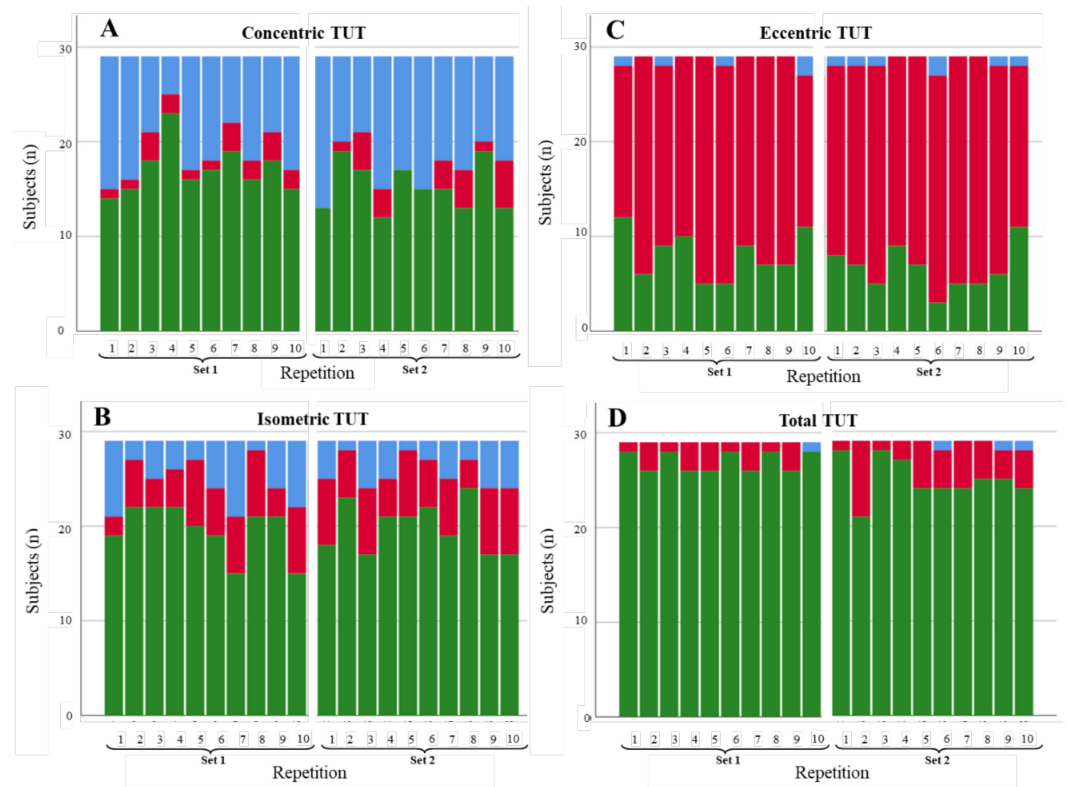 A
Concentric TUT
30
20
10
0
Subjects (n)
1 2 3 4 5 6 7 8 9 10
1 2 3 4 5 6 7 8 9 10
Set 1
Set 2
Repetition
C
Eccentric TUT
30
20
10
0
Subjects (n)
1 2 3 4 5 6 7 8 9 10
1 2 3 4 5 6 7 8 9 10
Set 1
Set 2
Repetition
B
Isometric TUT
30
20
10
0
Subjects (n)
1 2 3 4 5 6 7 8 9 10
1 2 3 4 5 6 7 8 9 10
Set 1
Set 2
Repetition
D
Total TUT
30
20
10
0
Subjects (n)
1 2 3 4 5 6 7 8 9 10
1 2 3 4 5 6 7 8 9 10
Set 1
Set 2
Repetition